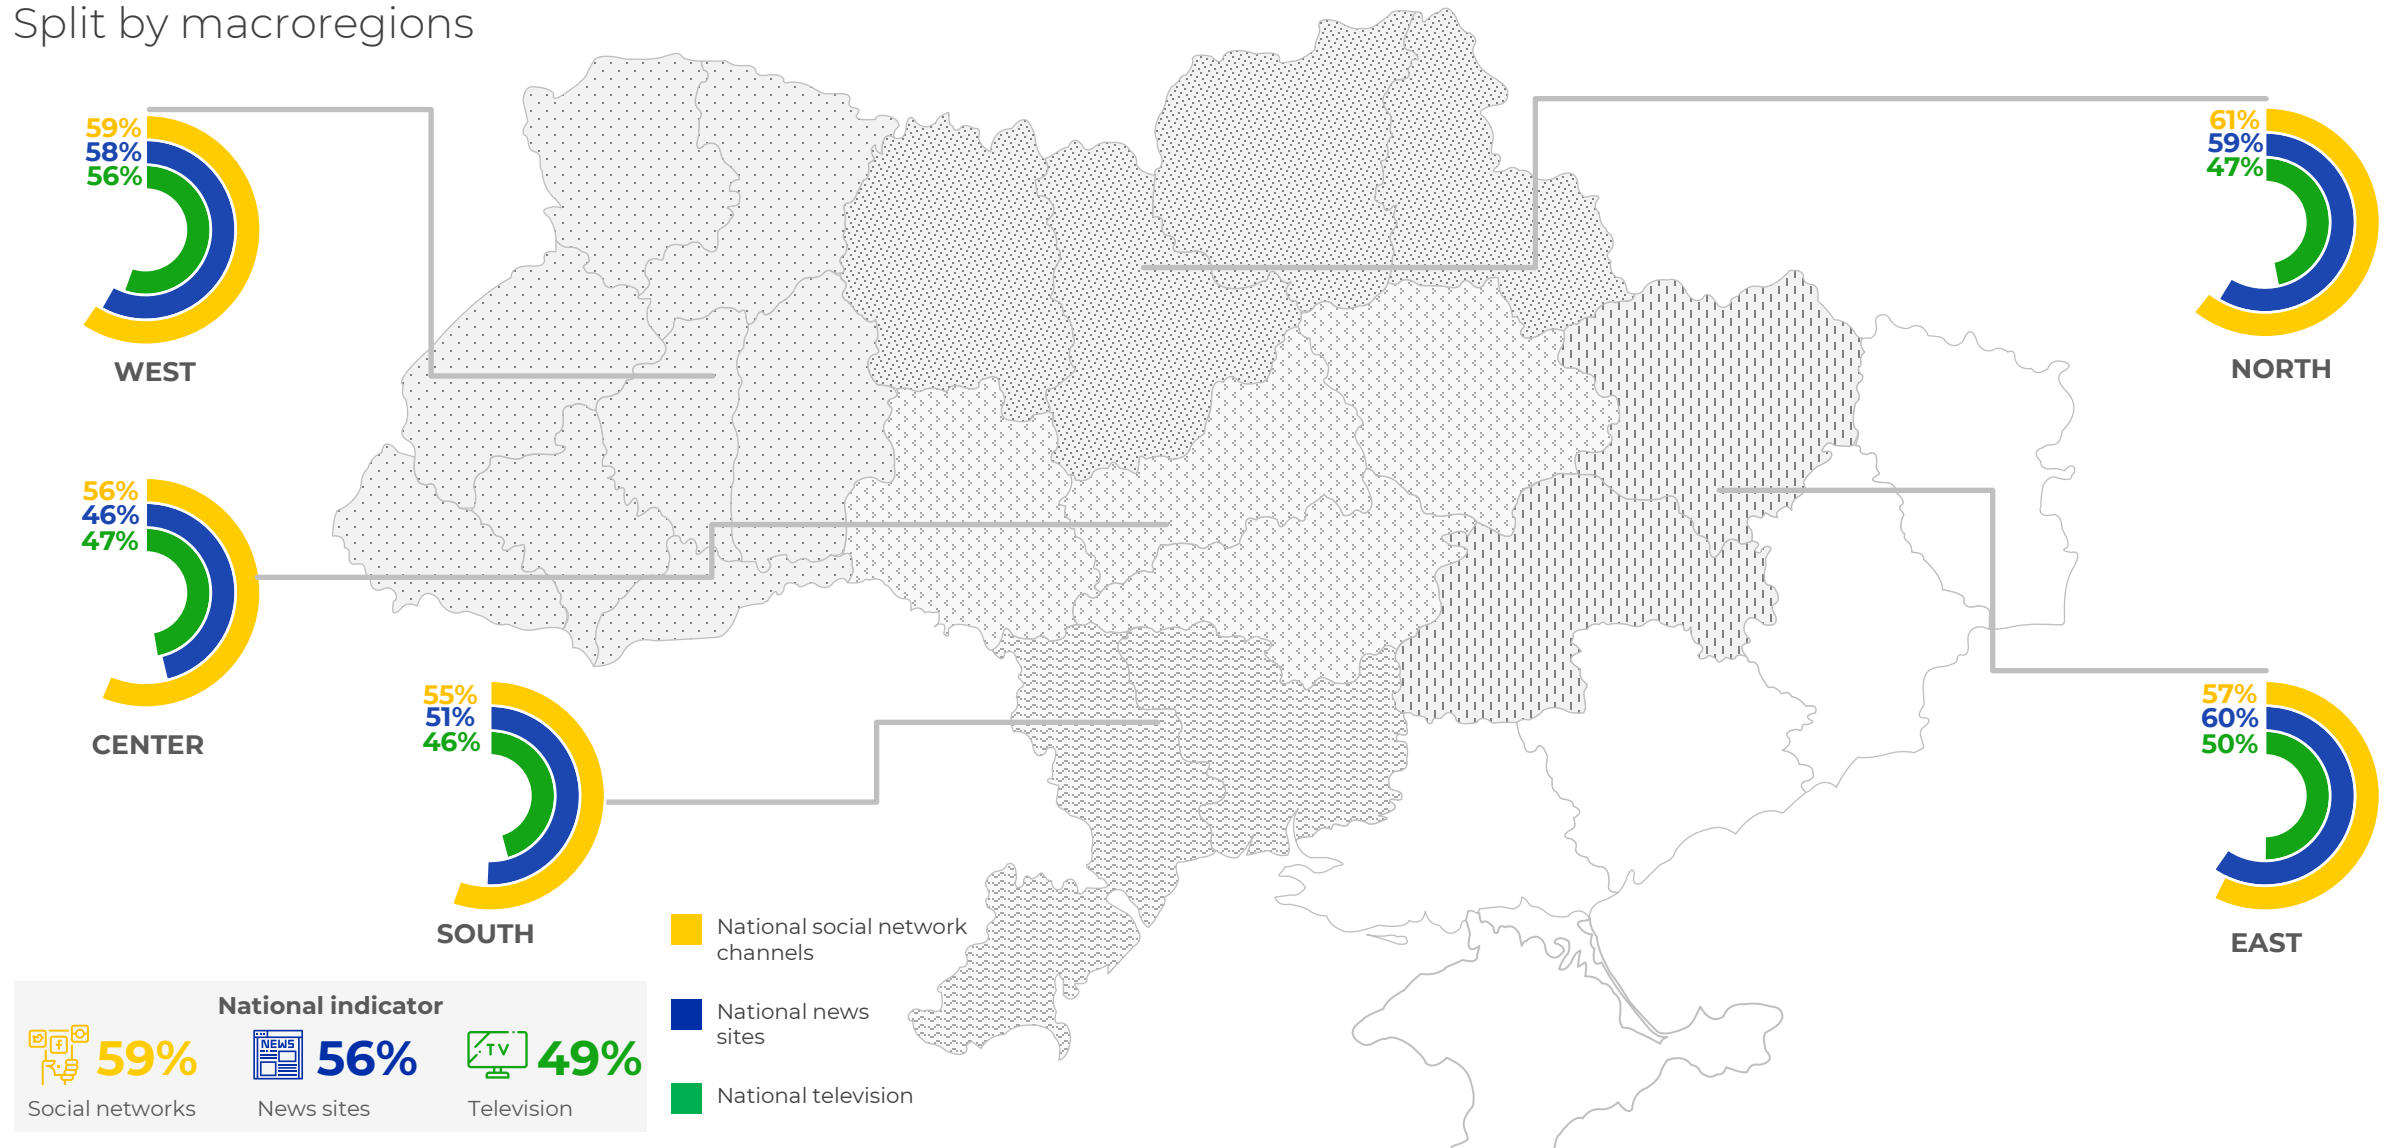 Split by macroregions
59%
58%
56%
WEST
61%
59%
47%
NORTH
56%
46%
47%
CENTER
55%
51%
46%
SOUTH
57%
60%
50%
EAST
National social network
channels
National news
sites
National television
National indicator
59%
NEWS
56%
TV
49%
Social networks
News sites
Television